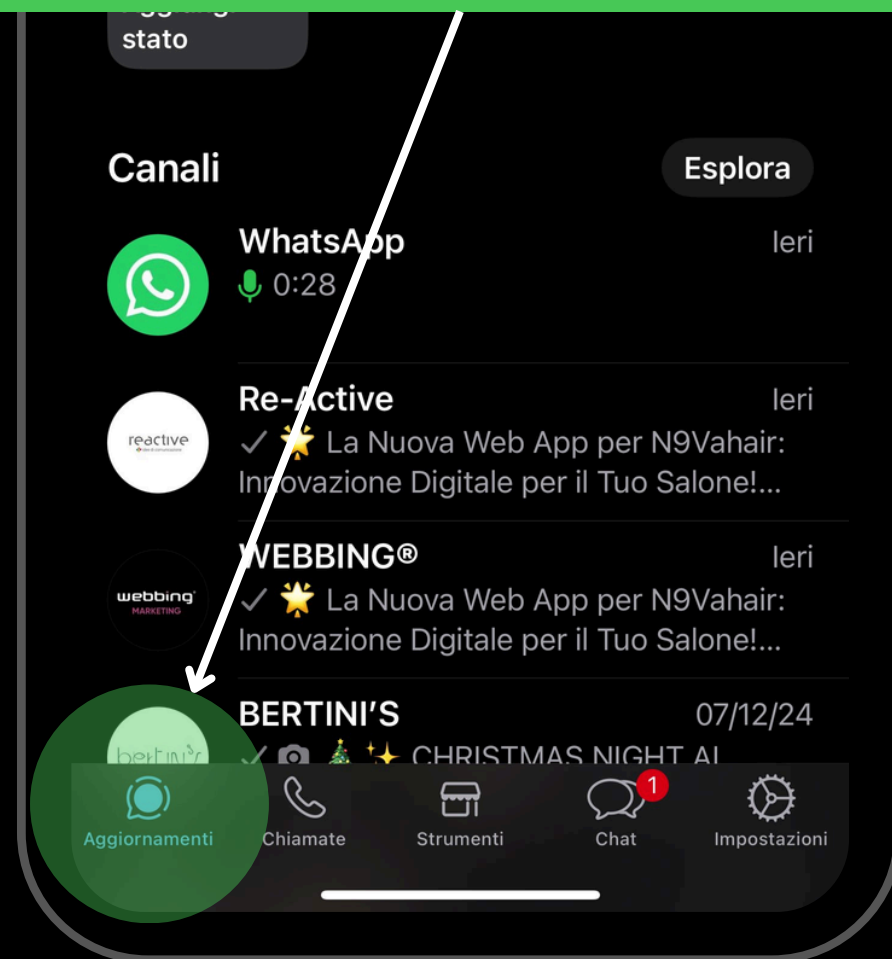 stato
Canali
Esplora
WhatsApp
Ieri
0:28
reactive
Re-Active
Ieri
✓ 🌟 La Nuova Web App per N9Vahair:
Innovazione Digitale per il Tuo Salone!...
webbing
MARKETING
WEBBING®
Ieri
✓ 🌟 La Nuova Web App per N9Vahair:
Innovazione Digitale per il Tuo Salone!...
bertini's
BERTINI'S
07/12/24
✓ 📷 🎄 ✨ CHRISTMAS NIGHT AL
1
Aggiornamenti
Chiamate
Strumenti
Chat
Impostazioni